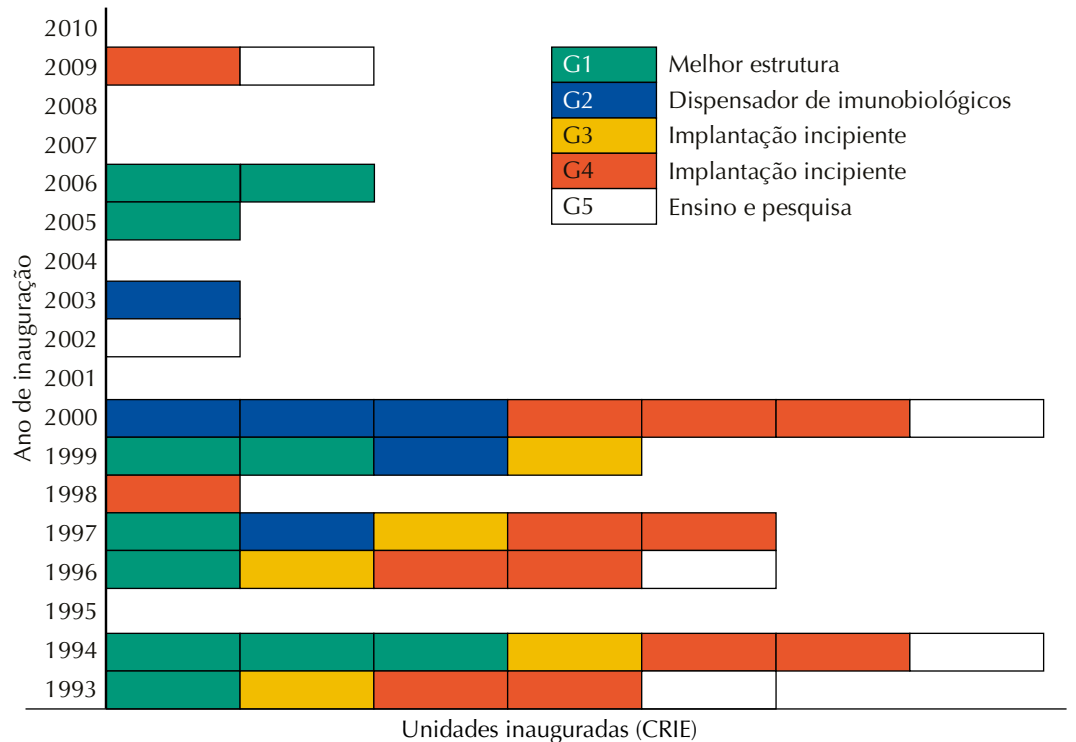 2010
2009
2008
2007
2006
2005
2004
2003
2002
2001
2000
1999
1998
1997
1996
1995
1994
1993
Ano de inauguração
Unidades inauguradas (CRIE)
G1 Melhor estrutura
G2 Dispensador de imunobiológicos
G3 Implantação incipiente
G4 Implantação incipiente
G5 Ensino e pesquisa